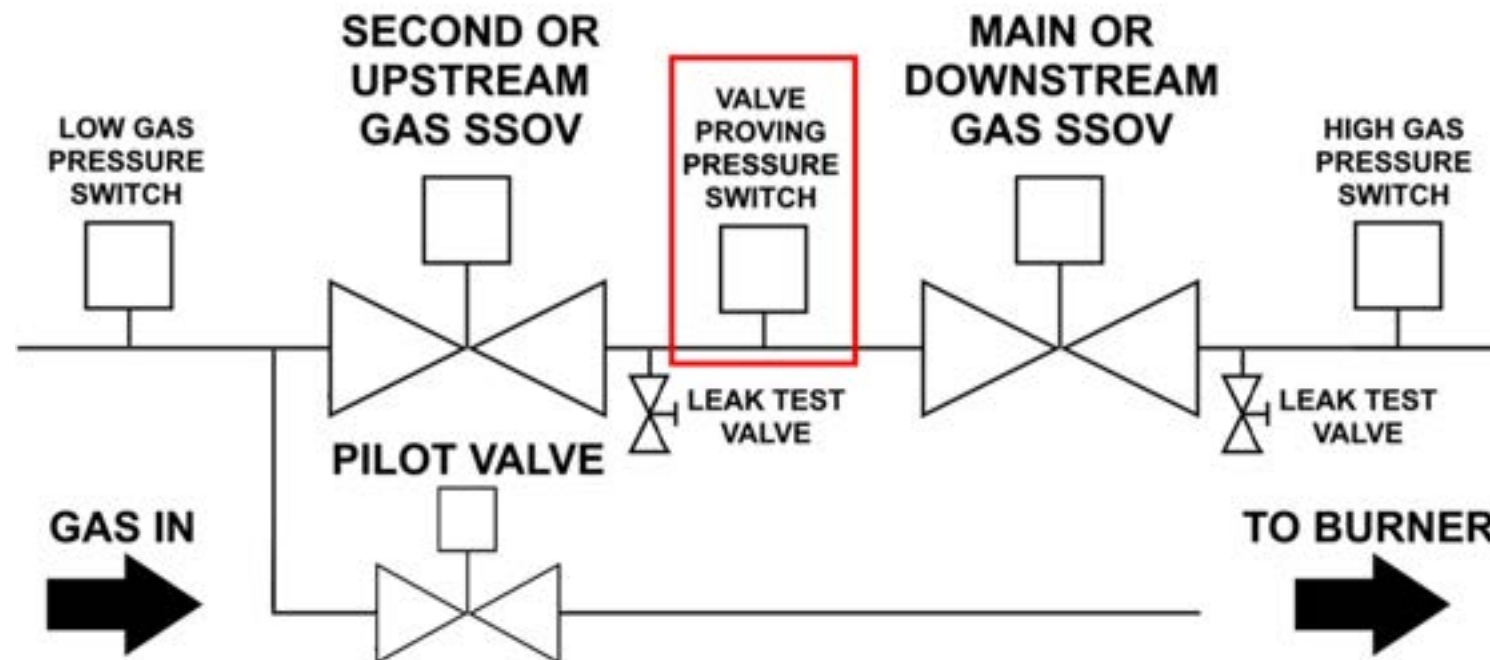 SECOND OR
UPSTREAM
GAS SSOV
MAIN OR
DOWNSTREAM
GAS SSOV
LOW GAS
PRESSURE
SWITCH
VALVE
PROVING
PRESSURE
SWITCH
HIGH GAS
PRESSURE
SWITCH
LEAK TEST
VALVE
LEAK TEST
VALVE
PILOT VALVE
GAS IN
TO BURNER